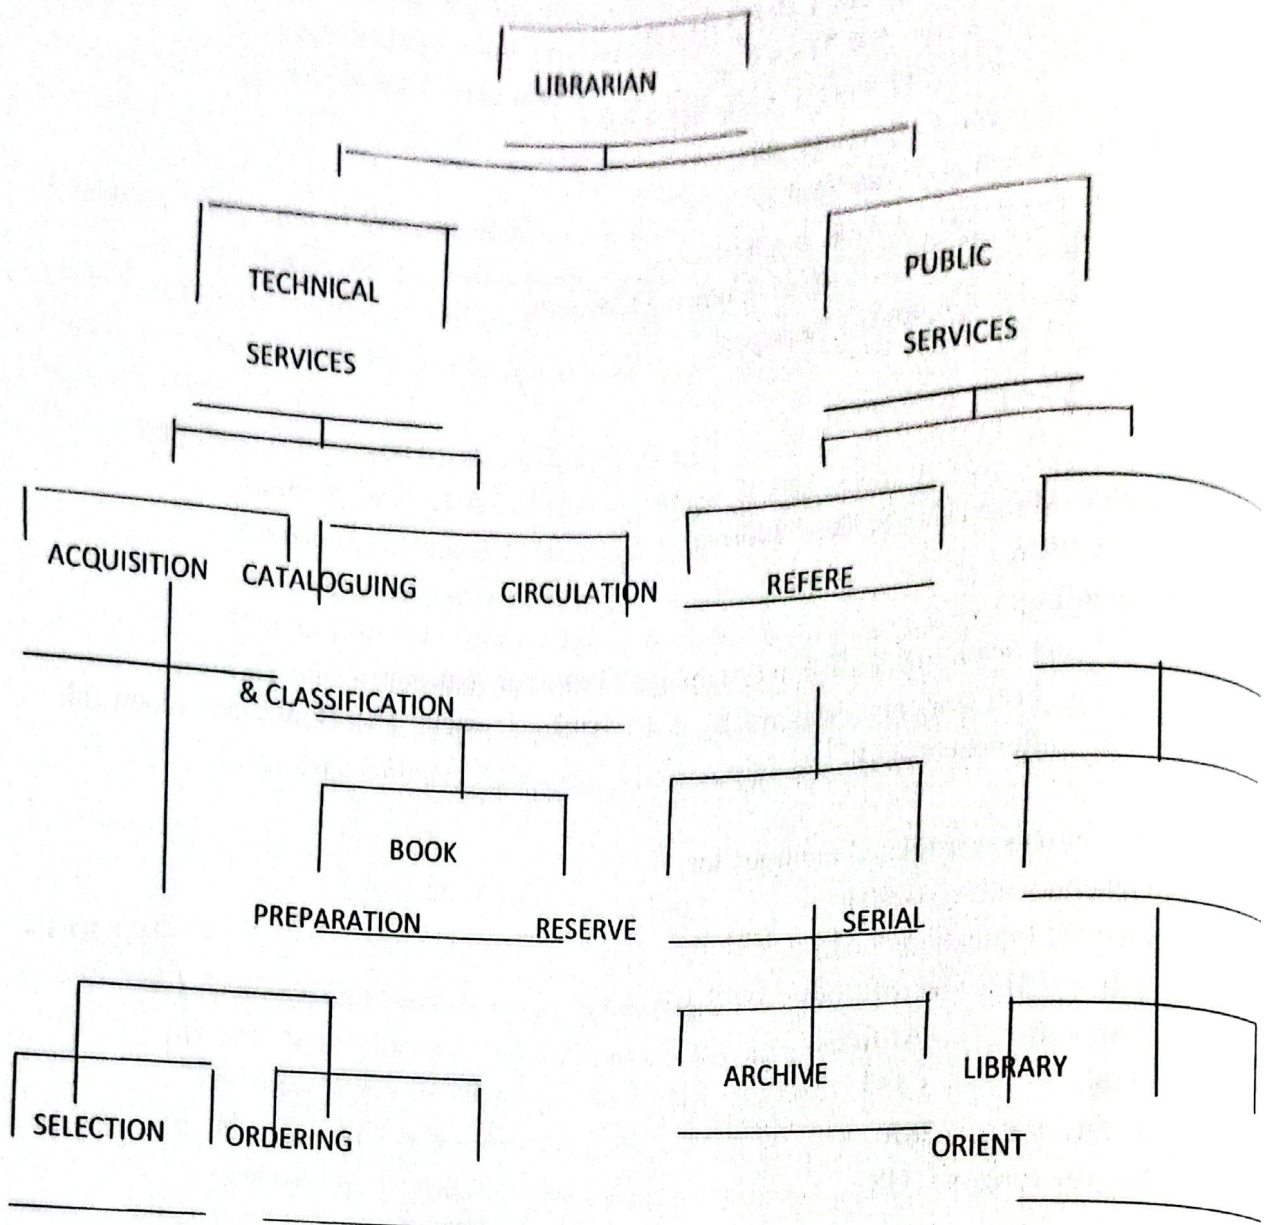 LIBRARIAN
TECHNICAL
SERVICES
PUBLIC
SERVICES
ACQUISITION
CATALOGUING
& CLASSIFICATION
CIRCULATION
REFERE
BOOK
PREPARATION
RESERVE
SERIAL
SELECTION
ORDERING
ARCHIVE
LIBRARY
ORIENT